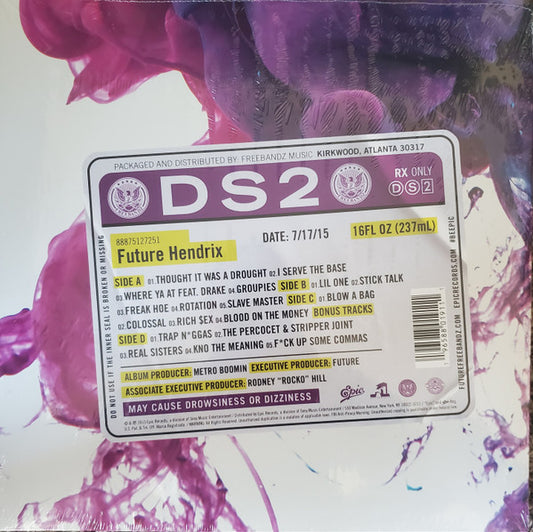 PACKAGED AND DISTRIBUTED BY: FREEBANDZ MUSIC KIRKWOOD, ATLANTA 30317
FREEBANDZ
DS2
FREEBANDZ
RX ONLY
DS2
88875127251
Future Hendrix
DATE: 7/17/15
16FL OZ (237mL)
SIDE A 01.THOUGHT IT WAS A DROUGHT 02.I SERVE THE BASE
03.WHERE YA AT FEAT. DRAKE 04.GROUPIES SIDE B 01.LIL ONE 02.STICK TALK
03.FREAK HOE 04.ROTATION 05.SLAVE MASTER SIDE C 01.BLOW A BAG
02.COLOSSAL 03.RICH $EX 04.BLOOD ON THE MONEY BONUS TRACKS
SIDE D 01.TRAP N*GGAS 02.THE PERCOCET & STRIPPER JOINT
03.REAL SISTERS 04.KNO THE MEANING 05.F*CK UP SOME COMMAS
ALBUM PRODUCER: METRO BOOMIN EXECUTIVE PRODUCER: FUTURE
ASSOCIATE EXECUTIVE PRODUCER: RODNEY "ROCKO" HILL
MAY CAUSE DROWSINESS OR DIZZINESS
Epic
DO NOT USE IF THE INNER SEAL IS BROKEN OR MISSING
FUTUREFREEBANDZ.COM EPICRECORDS.COM #BEEPIC